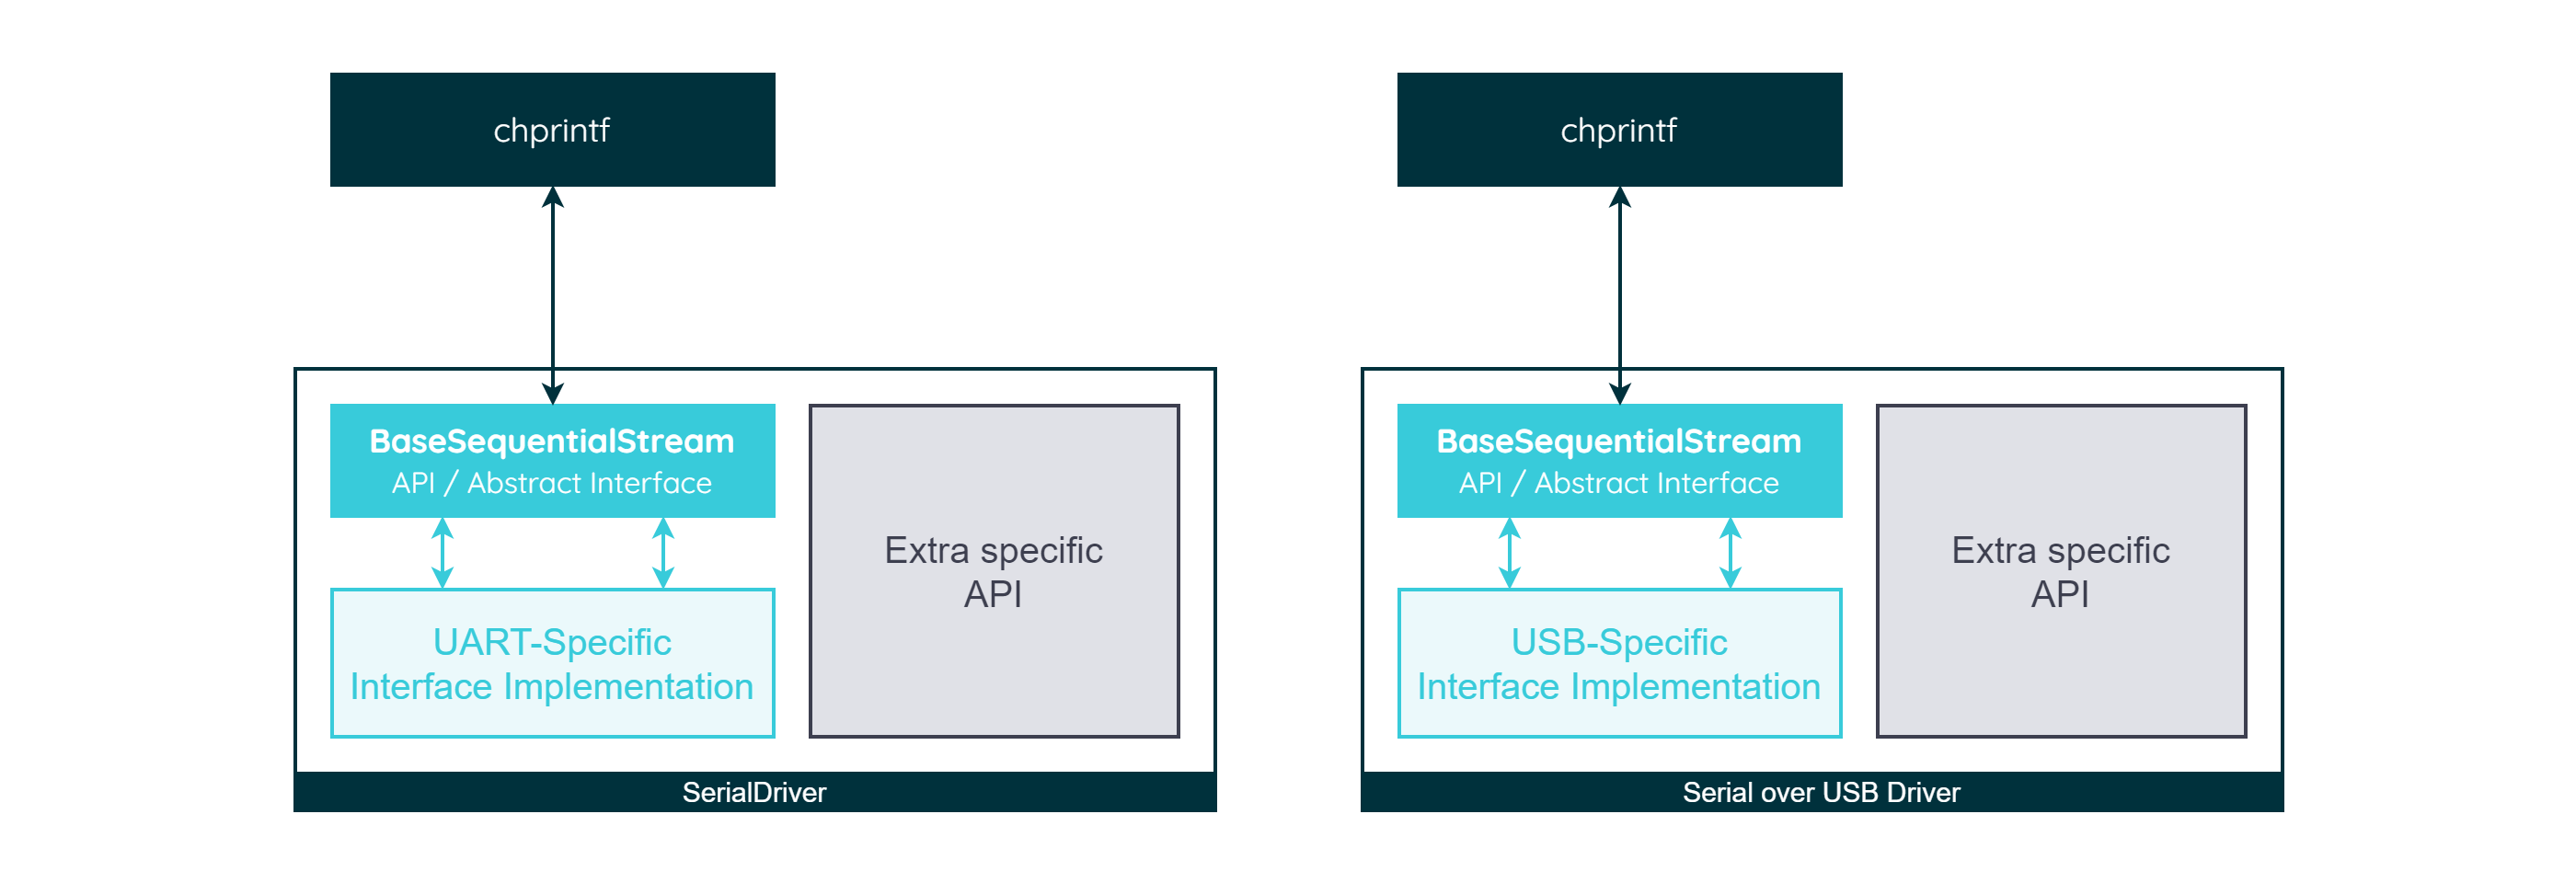 chprintf
BaseSequentialStream
API / Abstract Interface
UART-Specific
Interface Implementation
Extra specific
API
SerialDriver
chprintf
BaseSequentialStream
API / Abstract Interface
USB-Specific
Interface Implementation
Extra specific
API
Serial over USB Driver